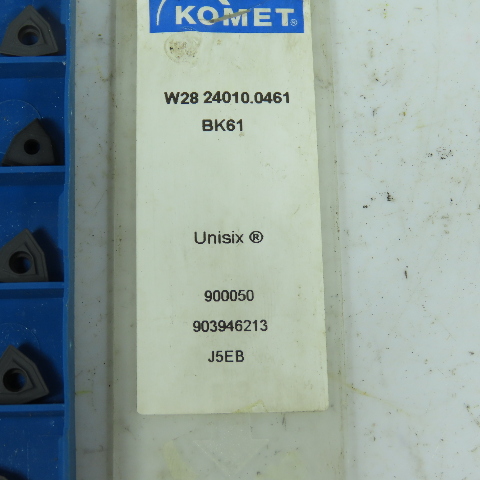 KOMET®
W28 24010.0461
BK61
Unisix ®
900050
903946213
J5EB